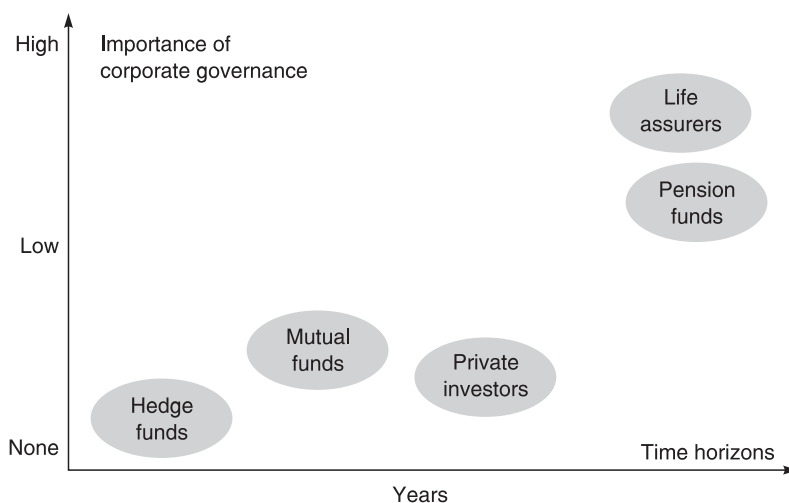 High
Importance of
corporate governance
Life
assurers
Pension
funds
Low
Mutual
funds
Private
investors
Hedge
funds
None
Time horizons
Years